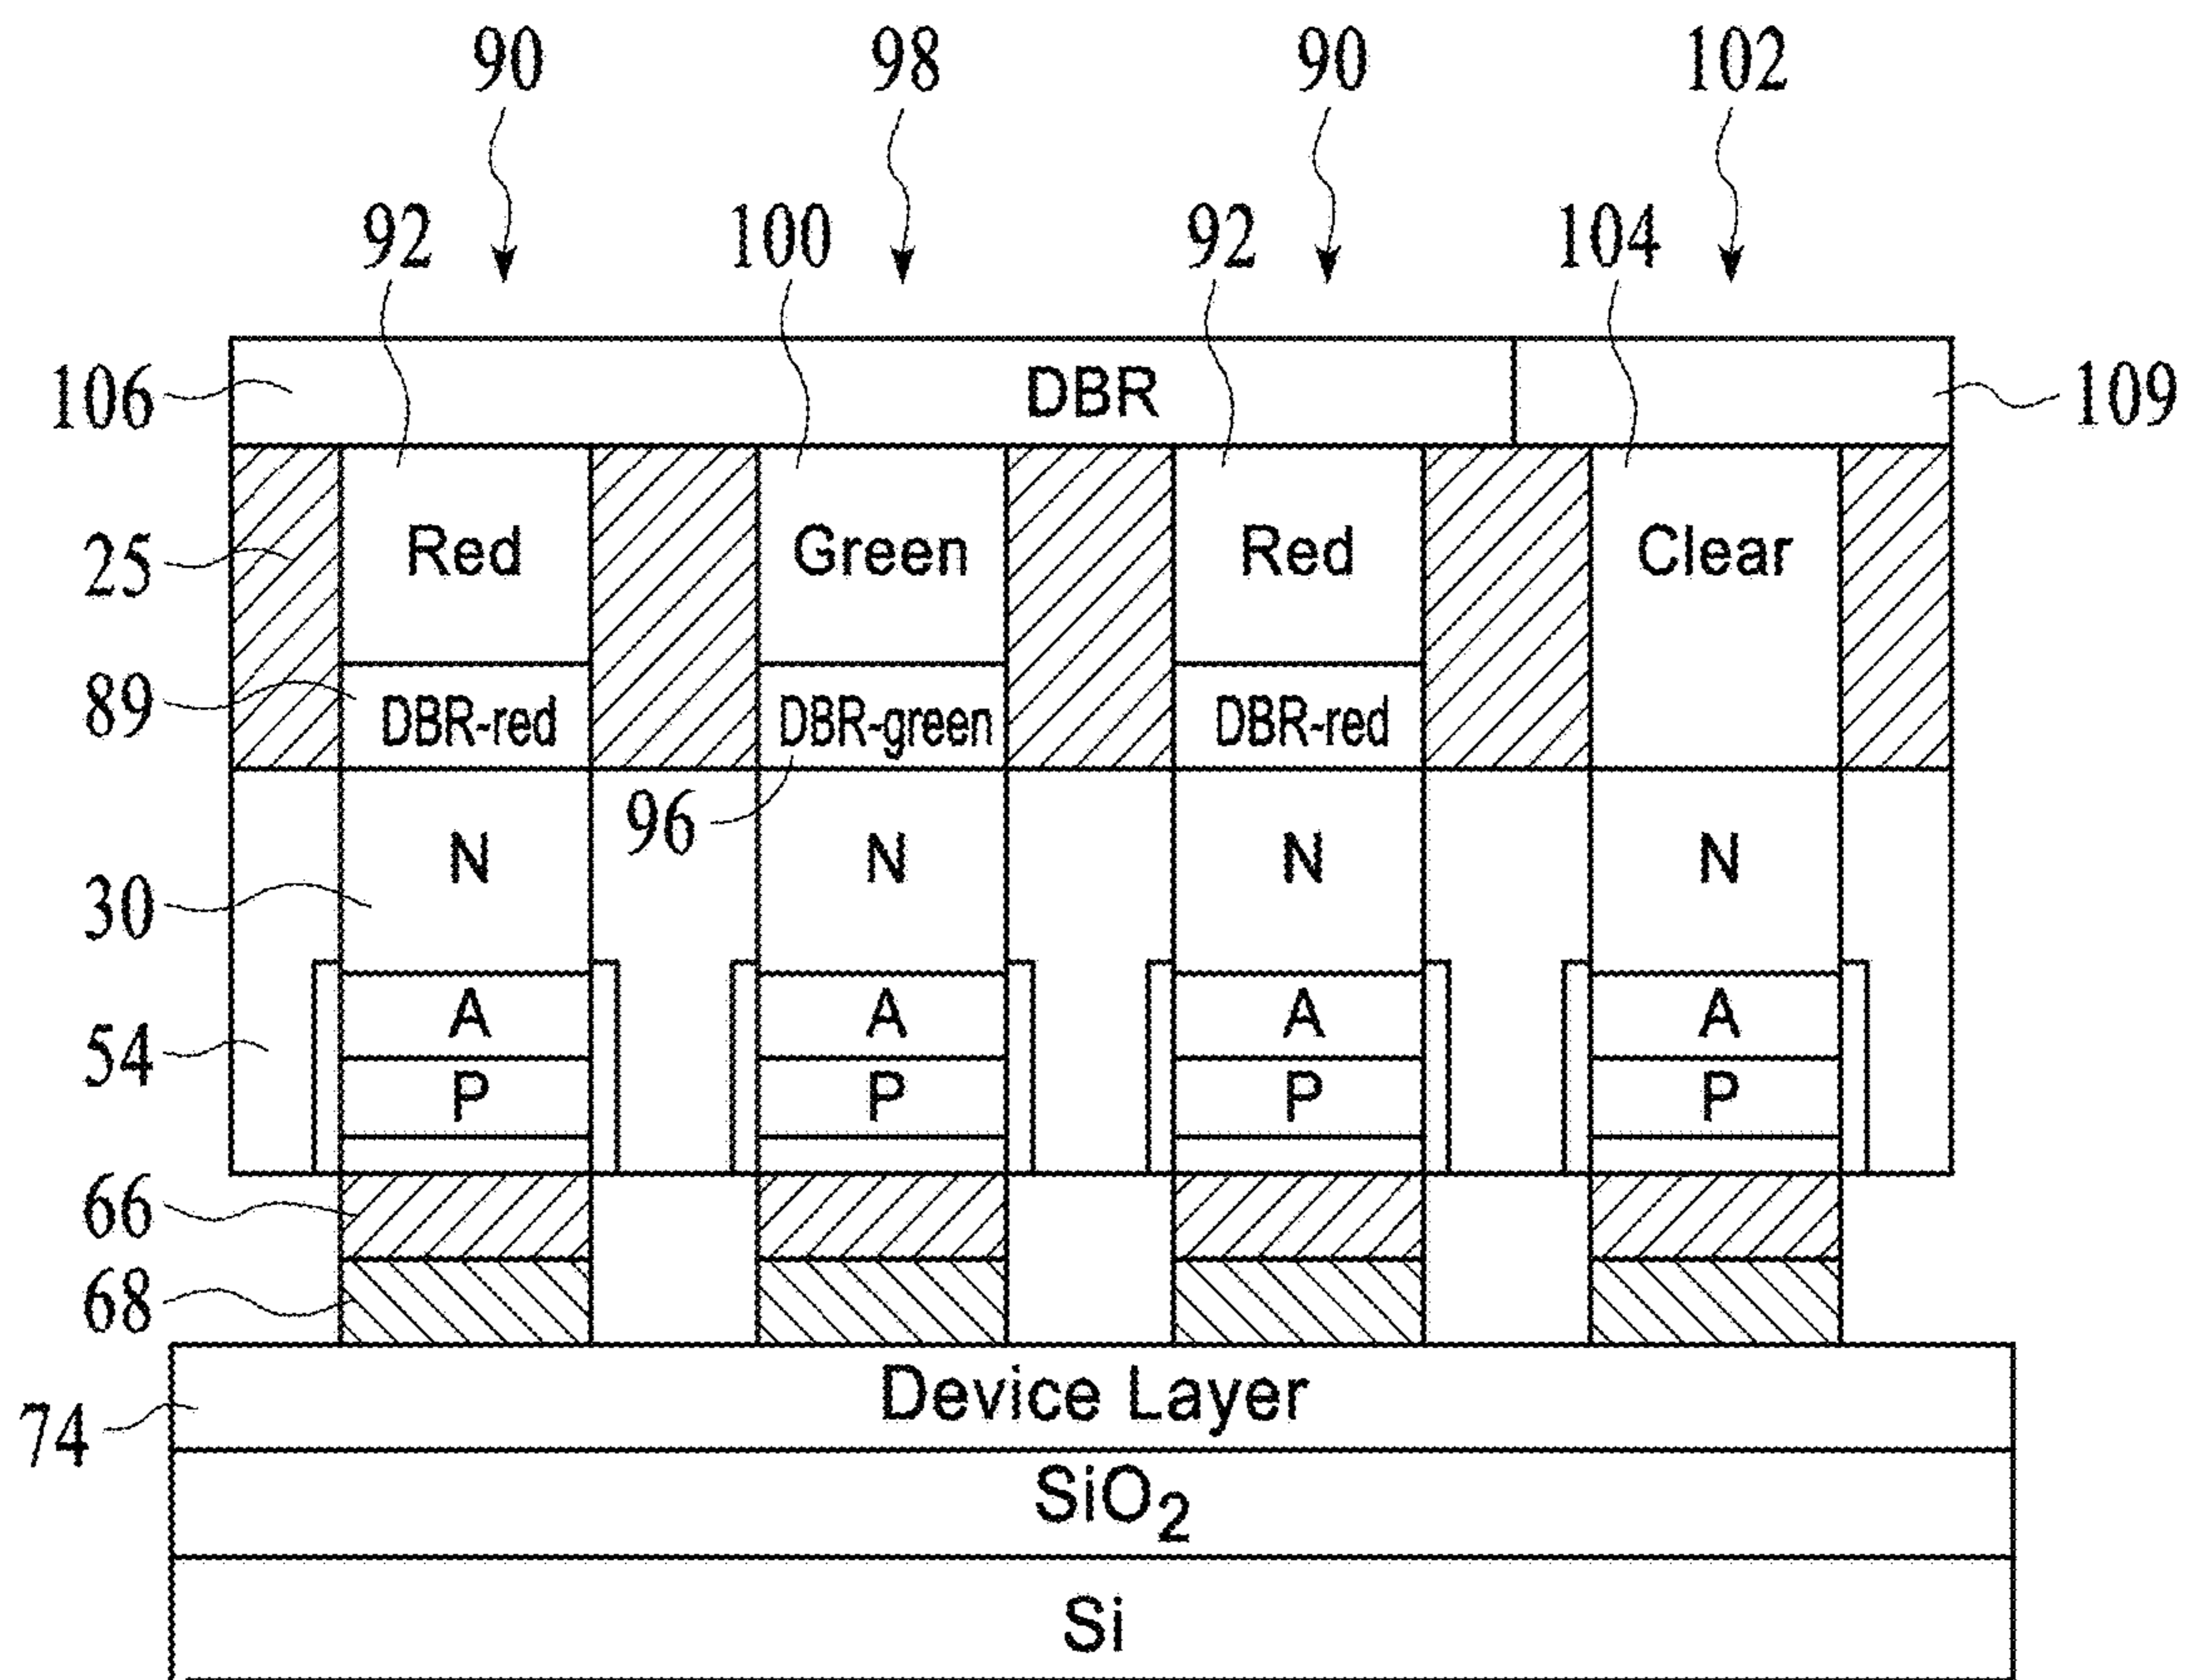 90 98 90 102
92 100 92 104
106 DBR 109
25 Red Green Red Clear
89 DBR-red DBR-green DBR-red
96
30 N N N N
54 A A A A
P P P P
66
68
74 Device Layer
SiO2
Si